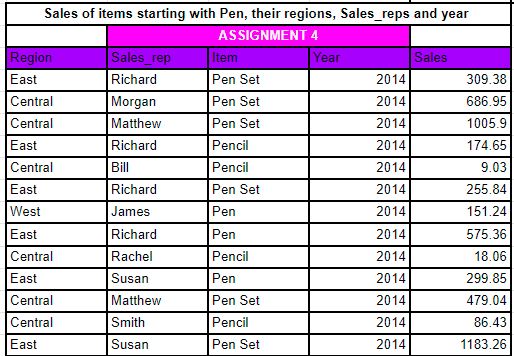 Sales of items starting with Pen, their regions, Sales_reps and year
ASSIGNMENT 4
Region Sales_rep Item Year Sales
East Richard Pen Set 2014 309.38
Central Morgan Pen Set 2014 686.95
Central Matthew Pen Set 2014 1005.9
East Richard Pencil 2014 174.65
Central Bill Pencil 2014 9.03
East Richard Pen Set 2014 255.84
West James Pen 2014 151.24
East Richard Pen 2014 575.36
Central Rachel Pencil 2014 18.06
East Susan Pen 2014 299.85
Central Matthew Pen Set 2014 479.04
Central Smith Pencil 2014 86.43
East Susan Pen Set 2014 1183.26